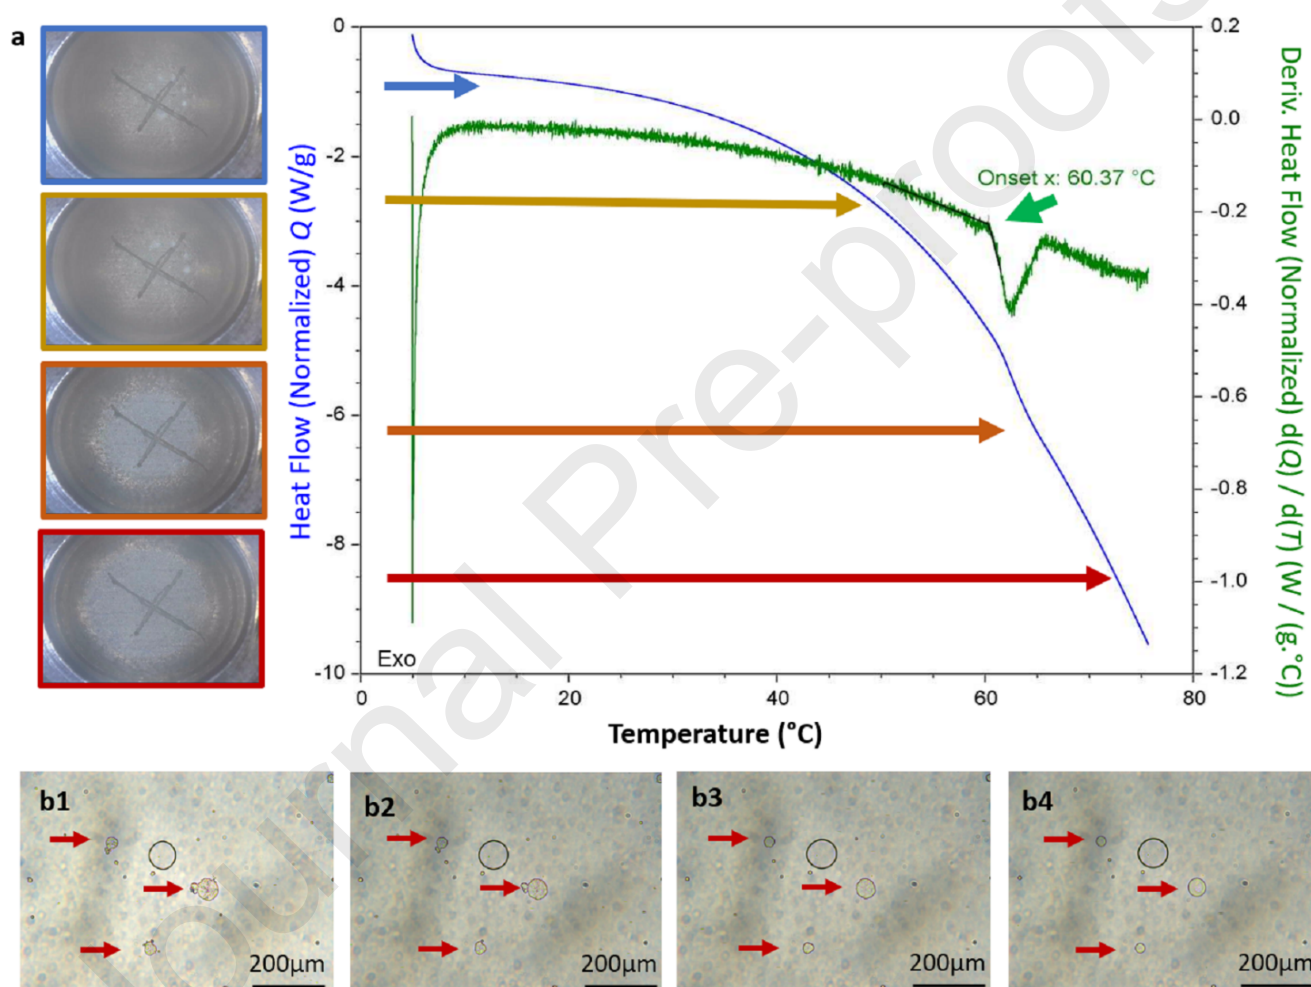 a
0
-2
-4
-6
-8
-10
Heat Flow (Normalized) Q (W/g)
0.2
0.0
-0.2
-0.4
-0.6
-0.8
-1.0
-1.2
Deriv. Heat Flow (Normalized) d(Q) / d(T) (W / (g.°C))
Onset x: 60.37 °C
Exo
0 20 40 60 80
Temperature (°C)
b1 b2 b3 b4
200µm 200µm 200µm 200µm
Journal Pre-proofs